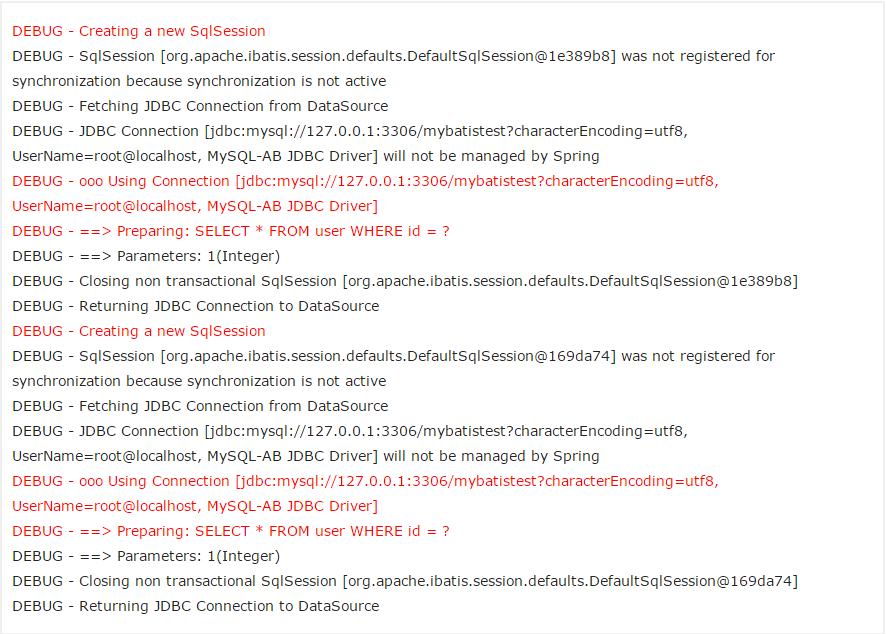 DEBUG - Creating a new SqlSession
DEBUG - SqlSession [org.apache.ibatis.session.defaults.DefaultSqlSession@1e389b8] was not registered for
synchronization because synchronization is not active
DEBUG - Fetching JDBC Connection from DataSource
DEBUG - JDBC Connection [jdbc:mysql://127.0.0.1:3306/mybatistest?characterEncoding=utf8,
UserName=root@localhost, MySQL-AB JDBC Driver] will not be managed by Spring
DEBUG - ooo Using Connection [jdbc:mysql://127.0.0.1:3306/mybatistest?characterEncoding=utf8,
UserName=root@localhost, MySQL-AB JDBC Driver]
DEBUG - ==> Preparing: SELECT * FROM user WHERE id = ?
DEBUG - ==> Parameters: 1(Integer)
DEBUG - Closing non transactional SqlSession [org.apache.ibatis.session.defaults.DefaultSqlSession@1e389b8]
DEBUG - Returning JDBC Connection to DataSource
DEBUG - Creating a new SqlSession
DEBUG - SqlSession [org.apache.ibatis.session.defaults.DefaultSqlSession@169da74] was not registered for
synchronization because synchronization is not active
DEBUG - Fetching JDBC Connection from DataSource
DEBUG - JDBC Connection [jdbc:mysql://127.0.0.1:3306/mybatistest?characterEncoding=utf8,
UserName=root@localhost, MySQL-AB JDBC Driver] will not be managed by Spring
DEBUG - ooo Using Connection [jdbc:mysql://127.0.0.1:3306/mybatistest?characterEncoding=utf8,
UserName=root@localhost, MySQL-AB JDBC Driver]
DEBUG - ==> Preparing: SELECT * FROM user WHERE id = ?
DEBUG - ==> Parameters: 1(Integer)
DEBUG - Closing non transactional SqlSession [org.apache.ibatis.session.defaults.DefaultSqlSession@169da74]
DEBUG - Returning JDBC Connection to DataSource